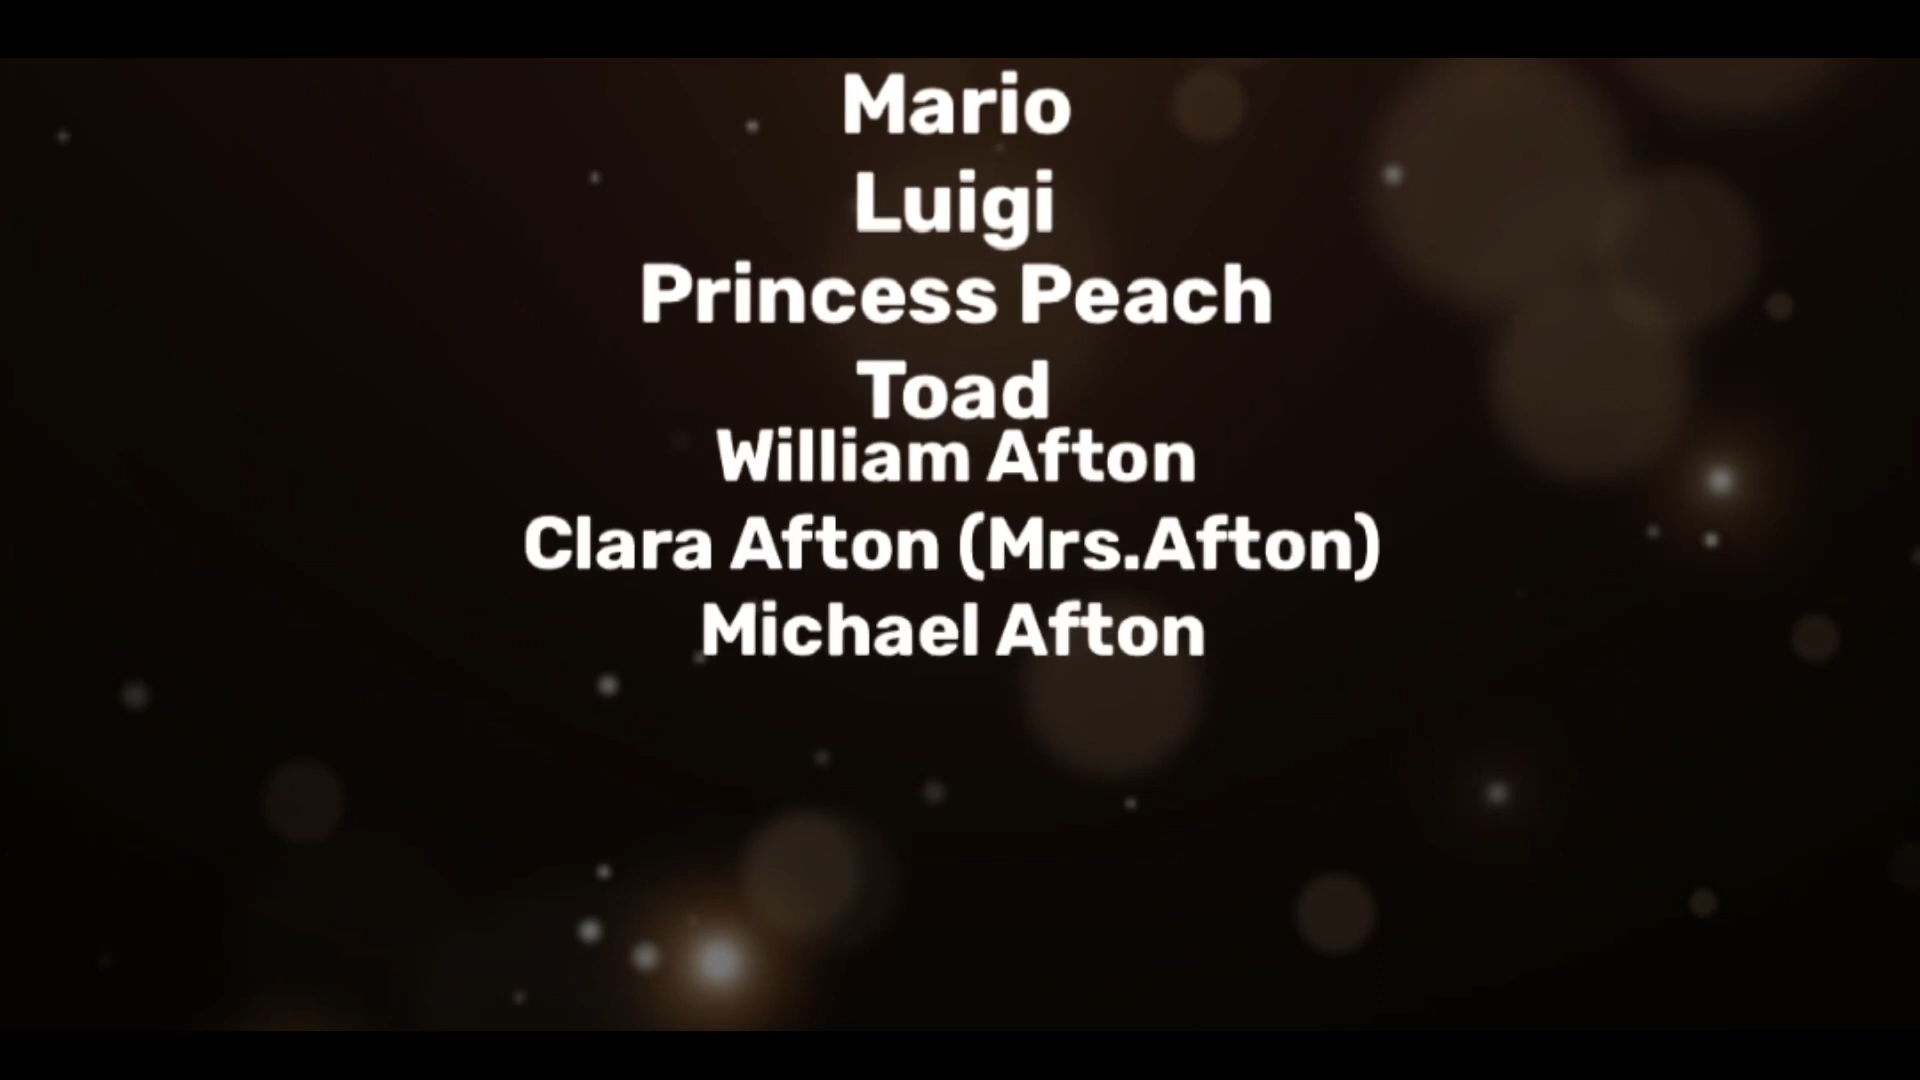 Mario
Luigi
Princess Peach
Toad
William Afton
Clara Afton (Mrs.Afton)
Michael Afton